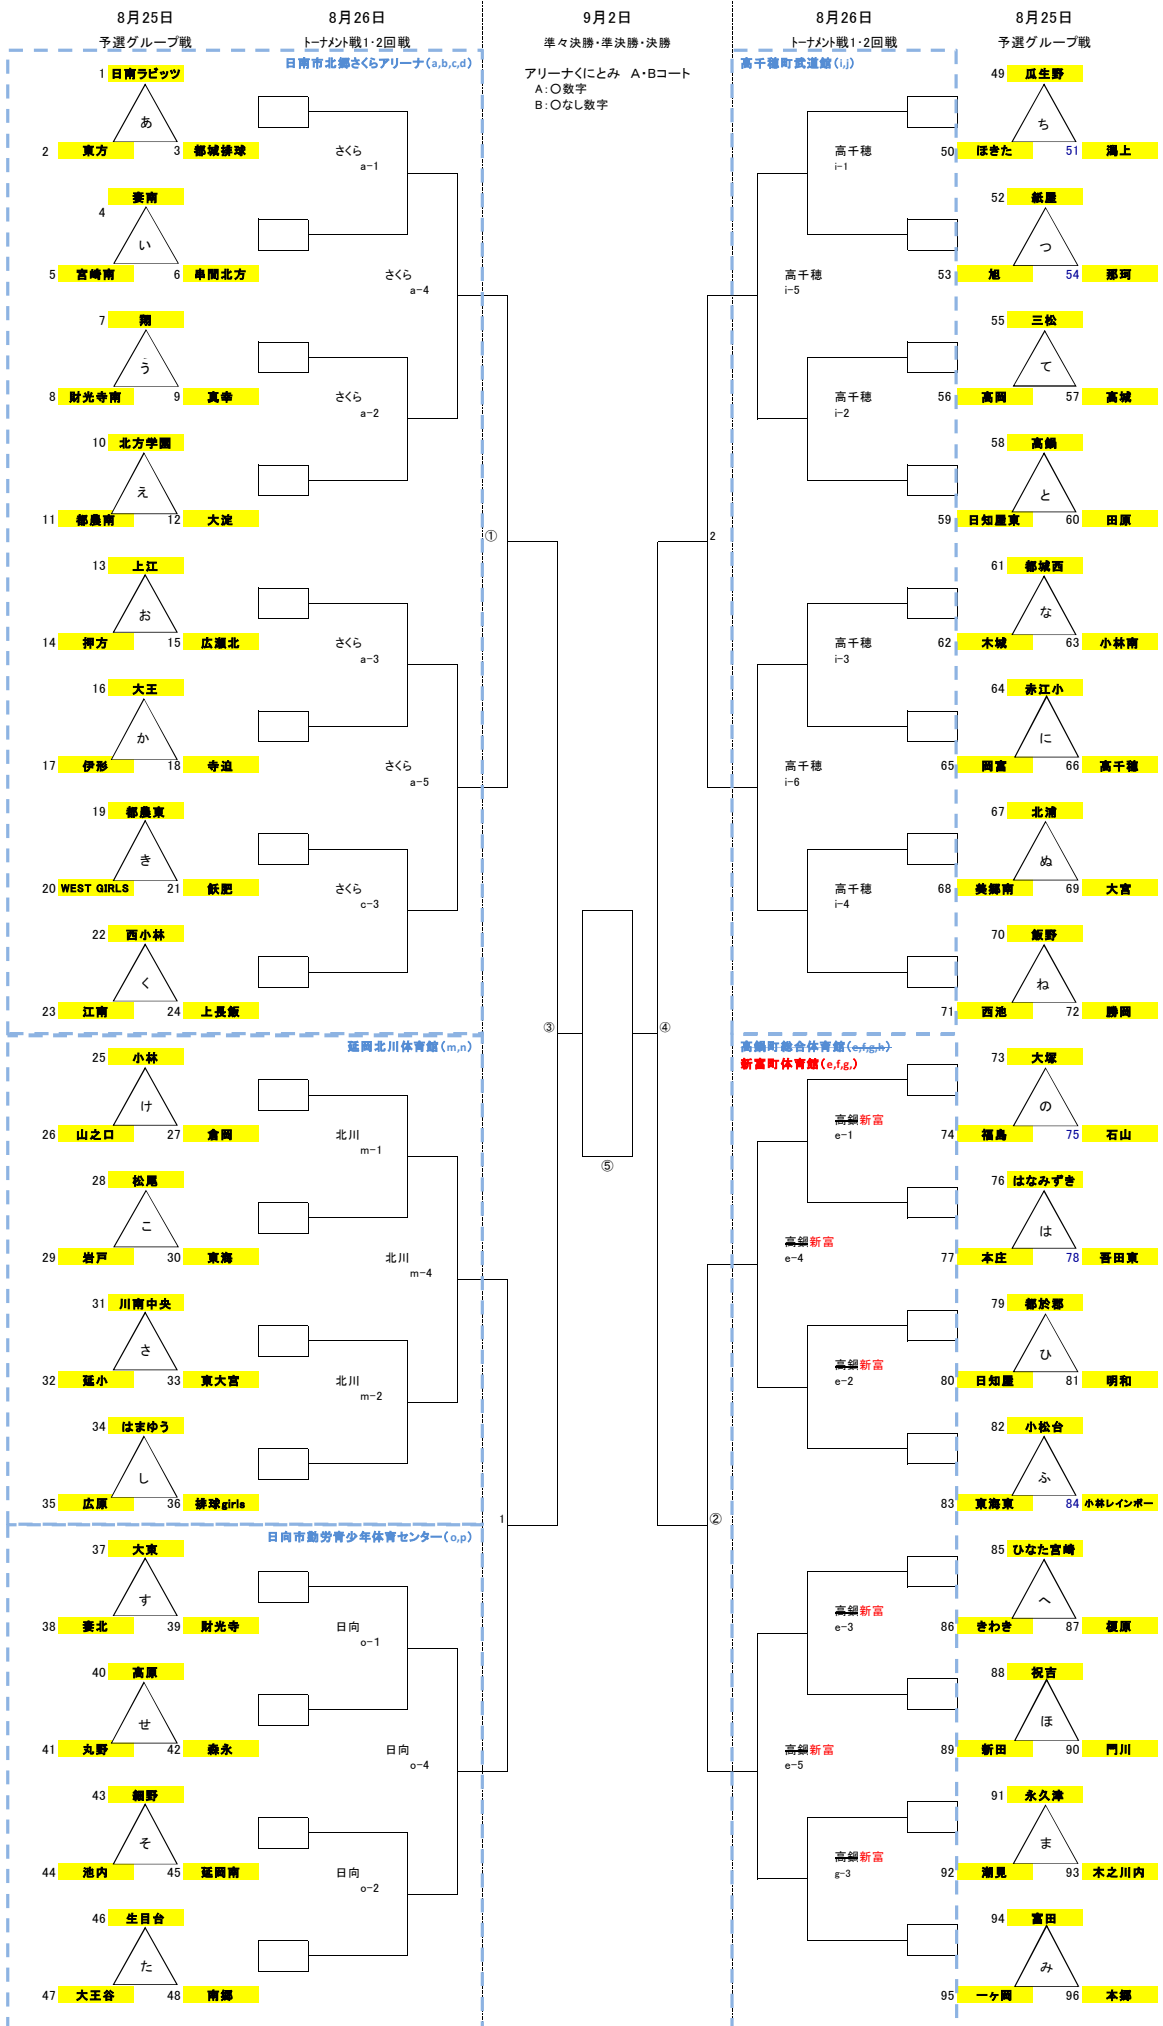 8月25日
予選グループ戦
8月26日
トーナメント戦1・2回戦
9月2日
準々決勝・準決勝・決勝
8月26日
トーナメント戦1・2回戦
8月25日
予選グループ戦
アリーナくにとみ A・Bコート
A:○数字
B:○なし数字
日南市北郷さくらアリーナ(a,b,c,d)
1 日南ラビッツ
あ
2 東方 3 都城排球
4 妻南
い
5 宮崎南 6 串間北方
7 翔
う
8 財光寺南 9 真幸
10 北方学園
え
11 都農南 12 大淀
13 上江
お
14 押方 15 広瀬北
16 大王
か
17 伊形 18 寺迫
19 都農東
き
20 WEST GIRLS 21 飫肥
22 西小林
く
23 江南 24 上長飯
さくら
a-1
さくら
a-4
さくら
a-2
さくら
a-3
さくら
a-5
さくら
c-3
延岡北川体育館(m,n)
25 小林
け
26 山之口 27 倉岡
28 松尾
こ
29 岩戸 30 東海
31 川南中央
さ
32 延小 33 東大宮
34 はまゆう
し
35 広原 36 排球girls
北川
m-1
北川
m-4
北川
m-2
日向市勤労青少年体育センター(o,p)
37 大東
す
38 妻北 39 財光寺
40 高原
せ
41 丸野 42 森永
43 細野
そ
44 池内 45 延岡南
46 生目台
た
47 大王谷 48 南郷
日向
o-1
日向
o-4
日向
o-2
①
2
③
④
⑤
1
②
高千穂町武道館(i,j)
49 瓜生野
ち
50 ほきた 51 潟上
52 紙屋
つ
53 旭 54 那珂
55 三松
て
56 高岡 57 高城
58 高鍋
と
59 日知屋東 60 田原
61 都城西
な
62 木城 63 小林南
64 赤江小
に
65 岡富 66 高千穂
67 北浦
ぬ
68 美郷南 69 大宮
70 飯野
ね
71 西池 72 勝岡
高千穂
i-1
高千穂
i-5
高千穂
i-2
高千穂
i-3
高千穂
i-6
高千穂
i-4
高鍋町総合体育館(e,f,g,h)
新富町体育館(e,f,g,)
73 大塚
の
74 福島 75 石山
76 はなみずき
は
77 本庄 78 吾田東
79 都於郡
ひ
80 日知屋 81 明和
82 小松台
ふ
83 東海東 84 小林レインボー
85 ひなた宮崎
へ
86 きわき 87 榎原
88 祝吉
ほ
89 新田 90 門川
91 永久津
ま
92 潮見 93 木之川内
94 富田
み
95 一ヶ岡 96 本郷
高鍋新富
e-1
高鍋新富
e-4
高鍋新富
e-2
高鍋新富
e-3
高鍋新富
e-5
高鍋新富
g-3